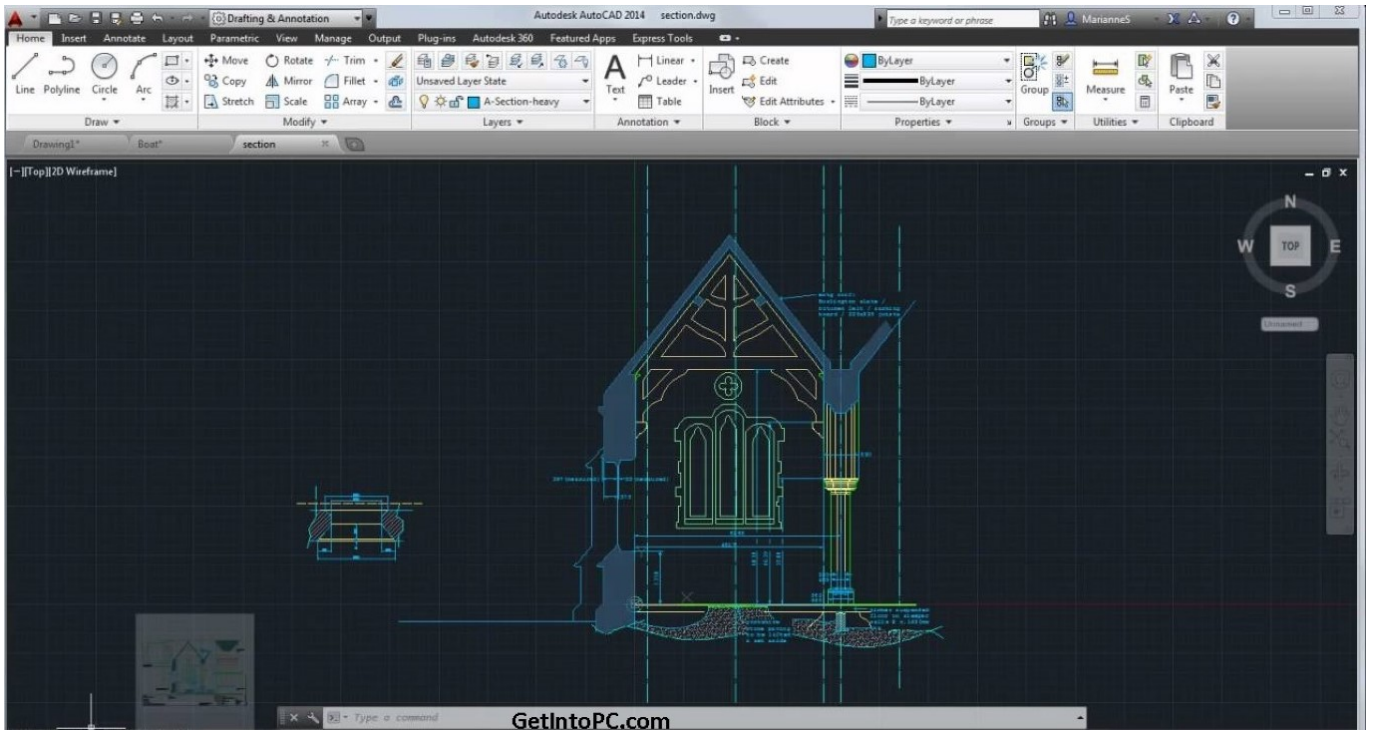 Drafting & Annotation
Autodesk AutoCAD 2014 section.dwg
Type a keyword or phrase
MarianneS
Home Insert Annotate Layout Parametric View Manage Output Plug-ins Autodesk 360 Featured Apps Express Tools
Line Polyline Circle Arc
Move Rotate Trim
Copy Mirror Fillet
Stretch Scale Array
Unsaved Layer State
A-Section-heavy
Text
Linear
Leader
Table
Insert
Create
Edit
Edit Attributes
ByLayer
ByLayer
ByLayer
Group
Measure
Paste
Draw Modify Layers Annotation Block Properties Groups Utilities Clipboard
Drawing1* Boat* section
[−][Top][2D Wireframe]
N
W TOP E
S
Unnamed
Type a command
GetIntoPC.com